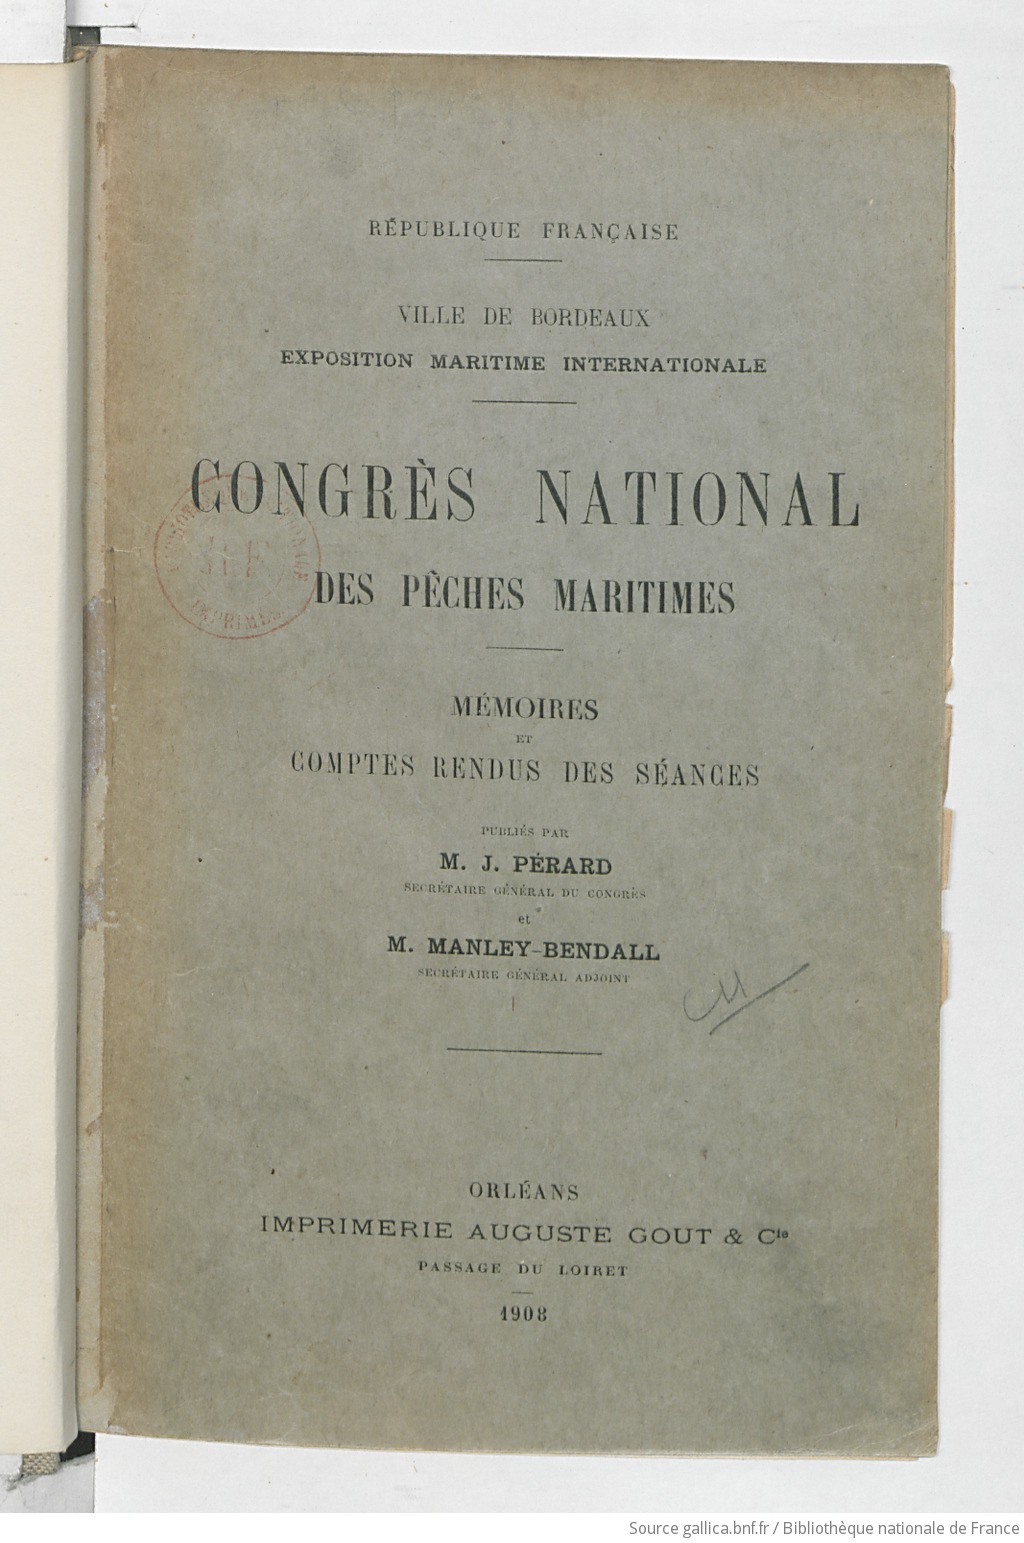 RÉPUBLIQUE FRANÇAISE
VILLE DE BORDEAUX
EXPOSITION MARITIME INTERNATIONALE
CONGRÈS NATIONAL
DES PÊCHES MARITIMES
MÉMOIRES
ET
COMPTES RENDUS DES SÉANCES
PUBLIÉS PAR
M. J. PÉRARD
SECRÉTAIRE GÉNÉRAL DU CONGRÈS
et
M. MANLEY-BENDALL
SECRÉTAIRE GÉNÉRAL ADJOINT
ORLÉANS
IMPRIMERIE AUGUSTE GOUT & Cie
PASSAGE DU LOIRET
1908
Source gallica.bnf.fr / Bibliothèque nationale de France